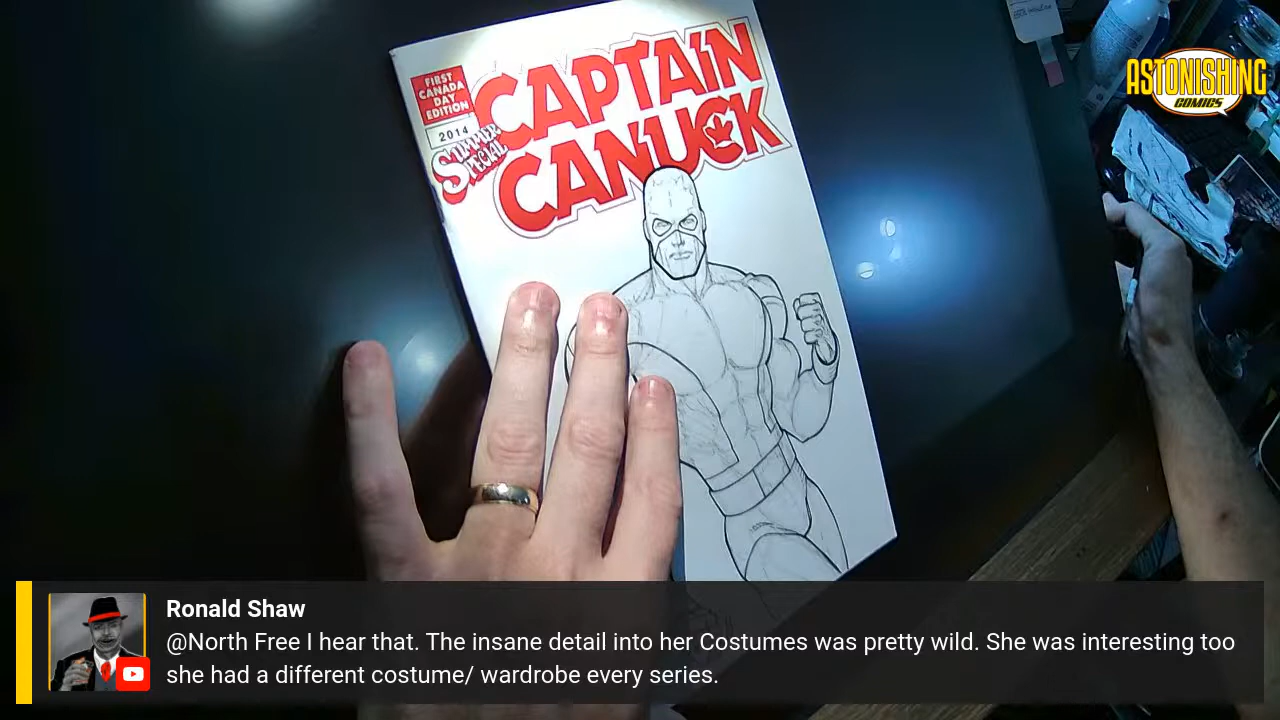 FIRST
CANADA
DAY
EDITION
2014
SUMMER
SPECIAL
CAPTAIN
CANUCK
ASTONISHING
COMICS
Ronald Shaw
@North Free I hear that. The insane detail into her Costumes was pretty wild. She was interesting too
she had a different costume/ wardrobe every series.